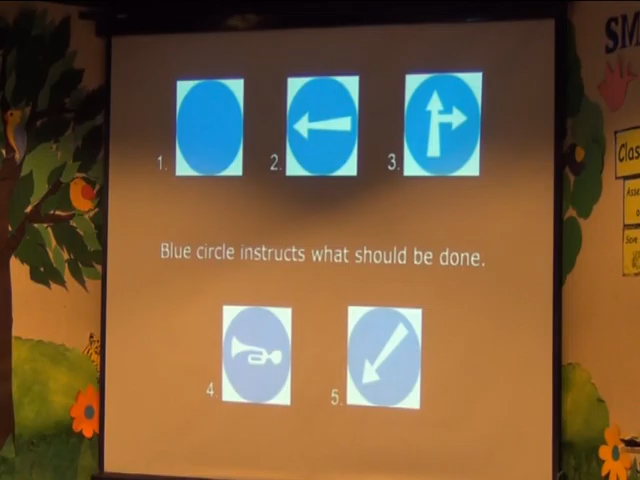 SM
1.
2.
3.
Clas
Blue circle instructs what should be done.
4.
5.